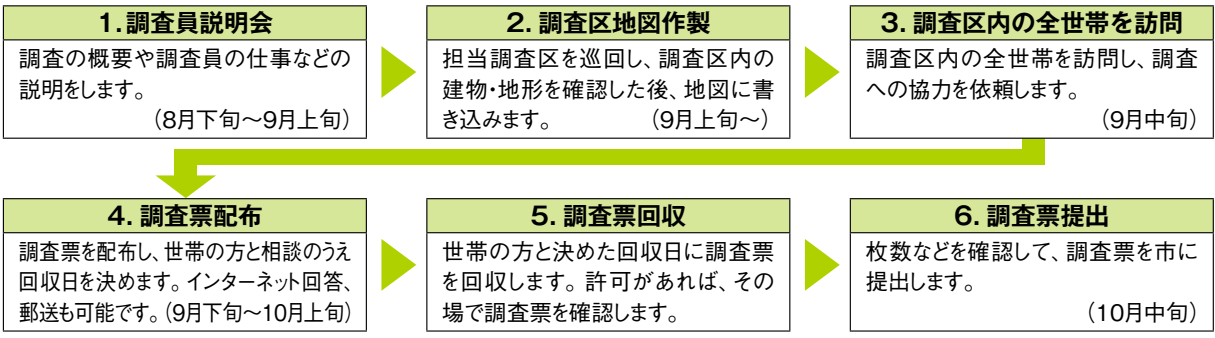 1.調査員説明会
調査の概要や調査員の仕事などの
説明をします。
（8月下旬～9月上旬）
2. 調査区地図作製
担当調査区を巡回し、調査区内の
建物・地形を確認した後、地図に書
き込みます。 （9月上旬～）
3. 調査区内の全世帯を訪問
調査区内の全世帯を訪問し、調査
への協力を依頼します。
（9月中旬）
4. 調査票配布
調査票を配布し、世帯の方と相談のうえ
回収日を決めます。インターネット回答、
郵送も可能です。（9月下旬～10月上旬）
5. 調査票回収
世帯の方と決めた回収日に調査票
を回収します。許可があれば、その
場で調査票を確認します。
6. 調査票提出
枚数などを確認して、調査票を市に
提出します。
（10月中旬）